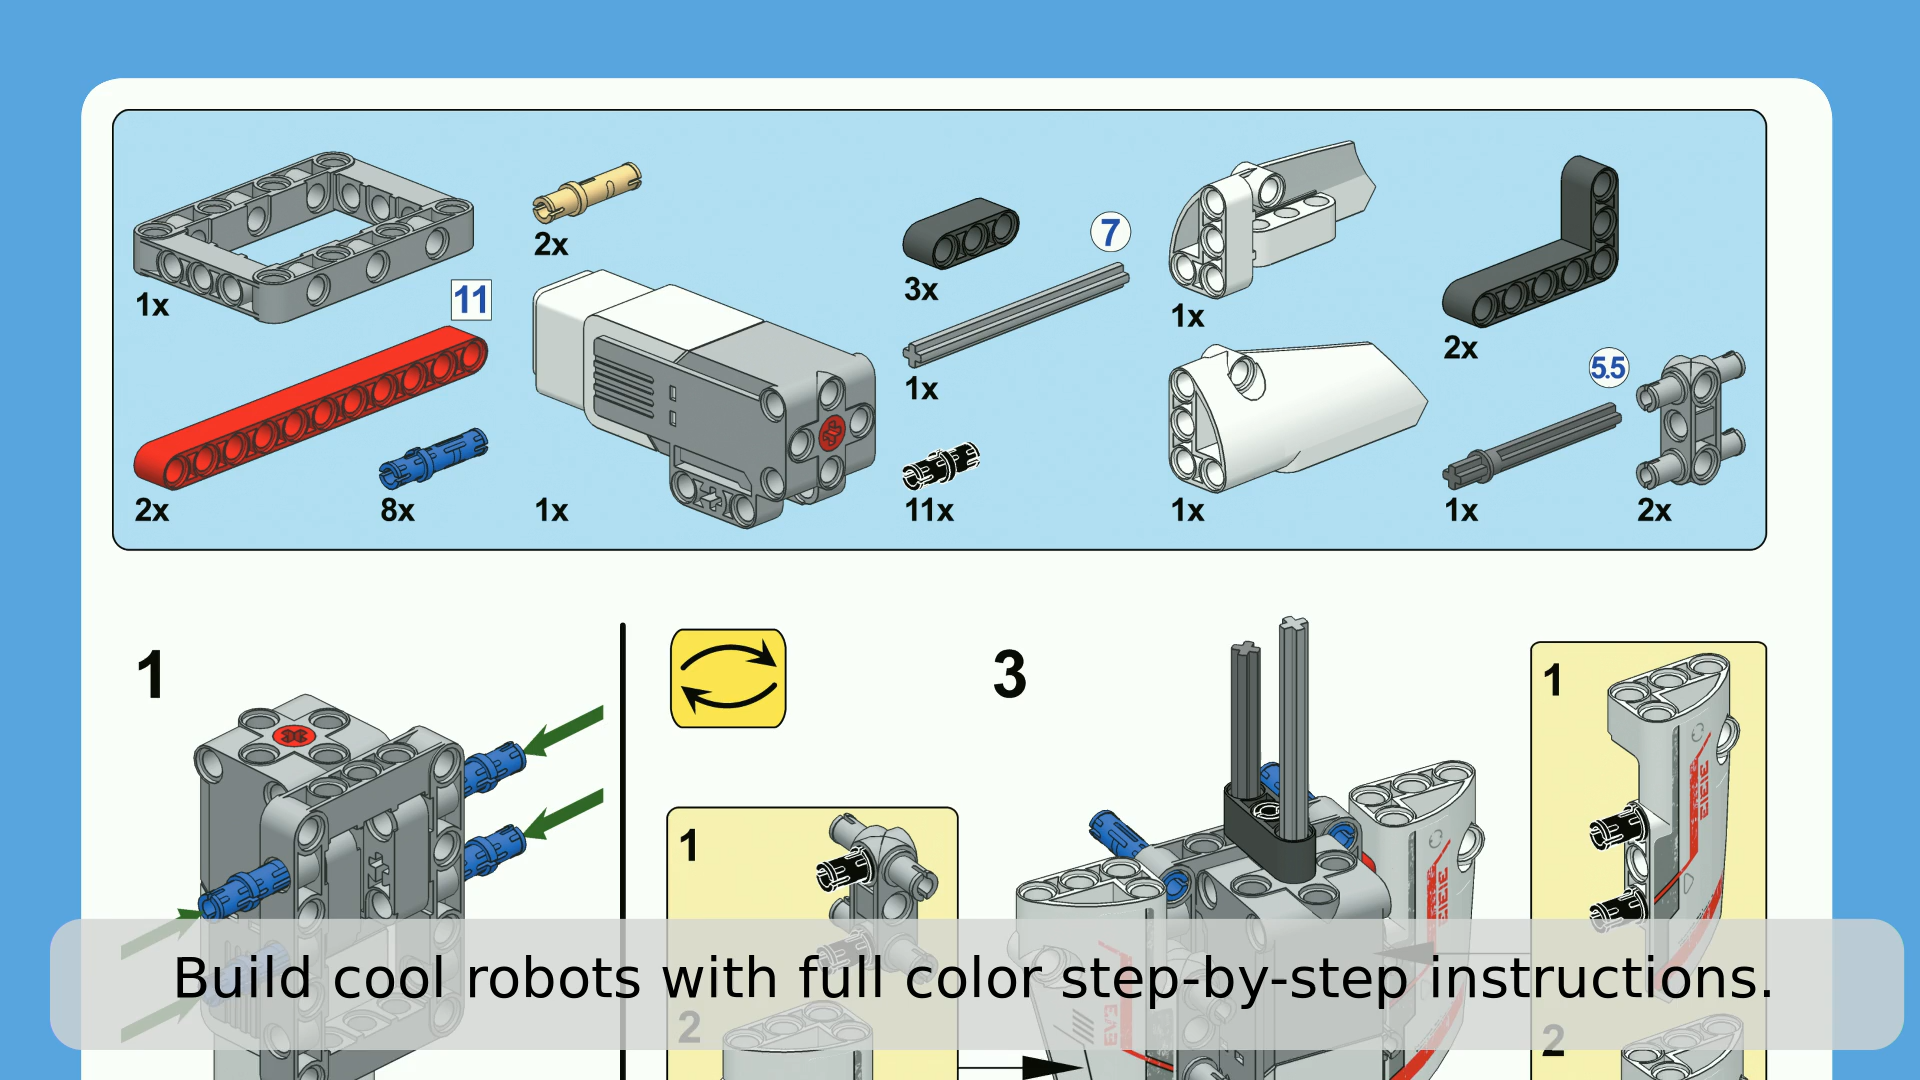 2x
7
3x
1x
11
1x
2x
1x
5.5
2x
8x
1x
11x
1x
1x
2x
1
3
1
1
Build cool robots with full color step-by-step instructions.
2
2